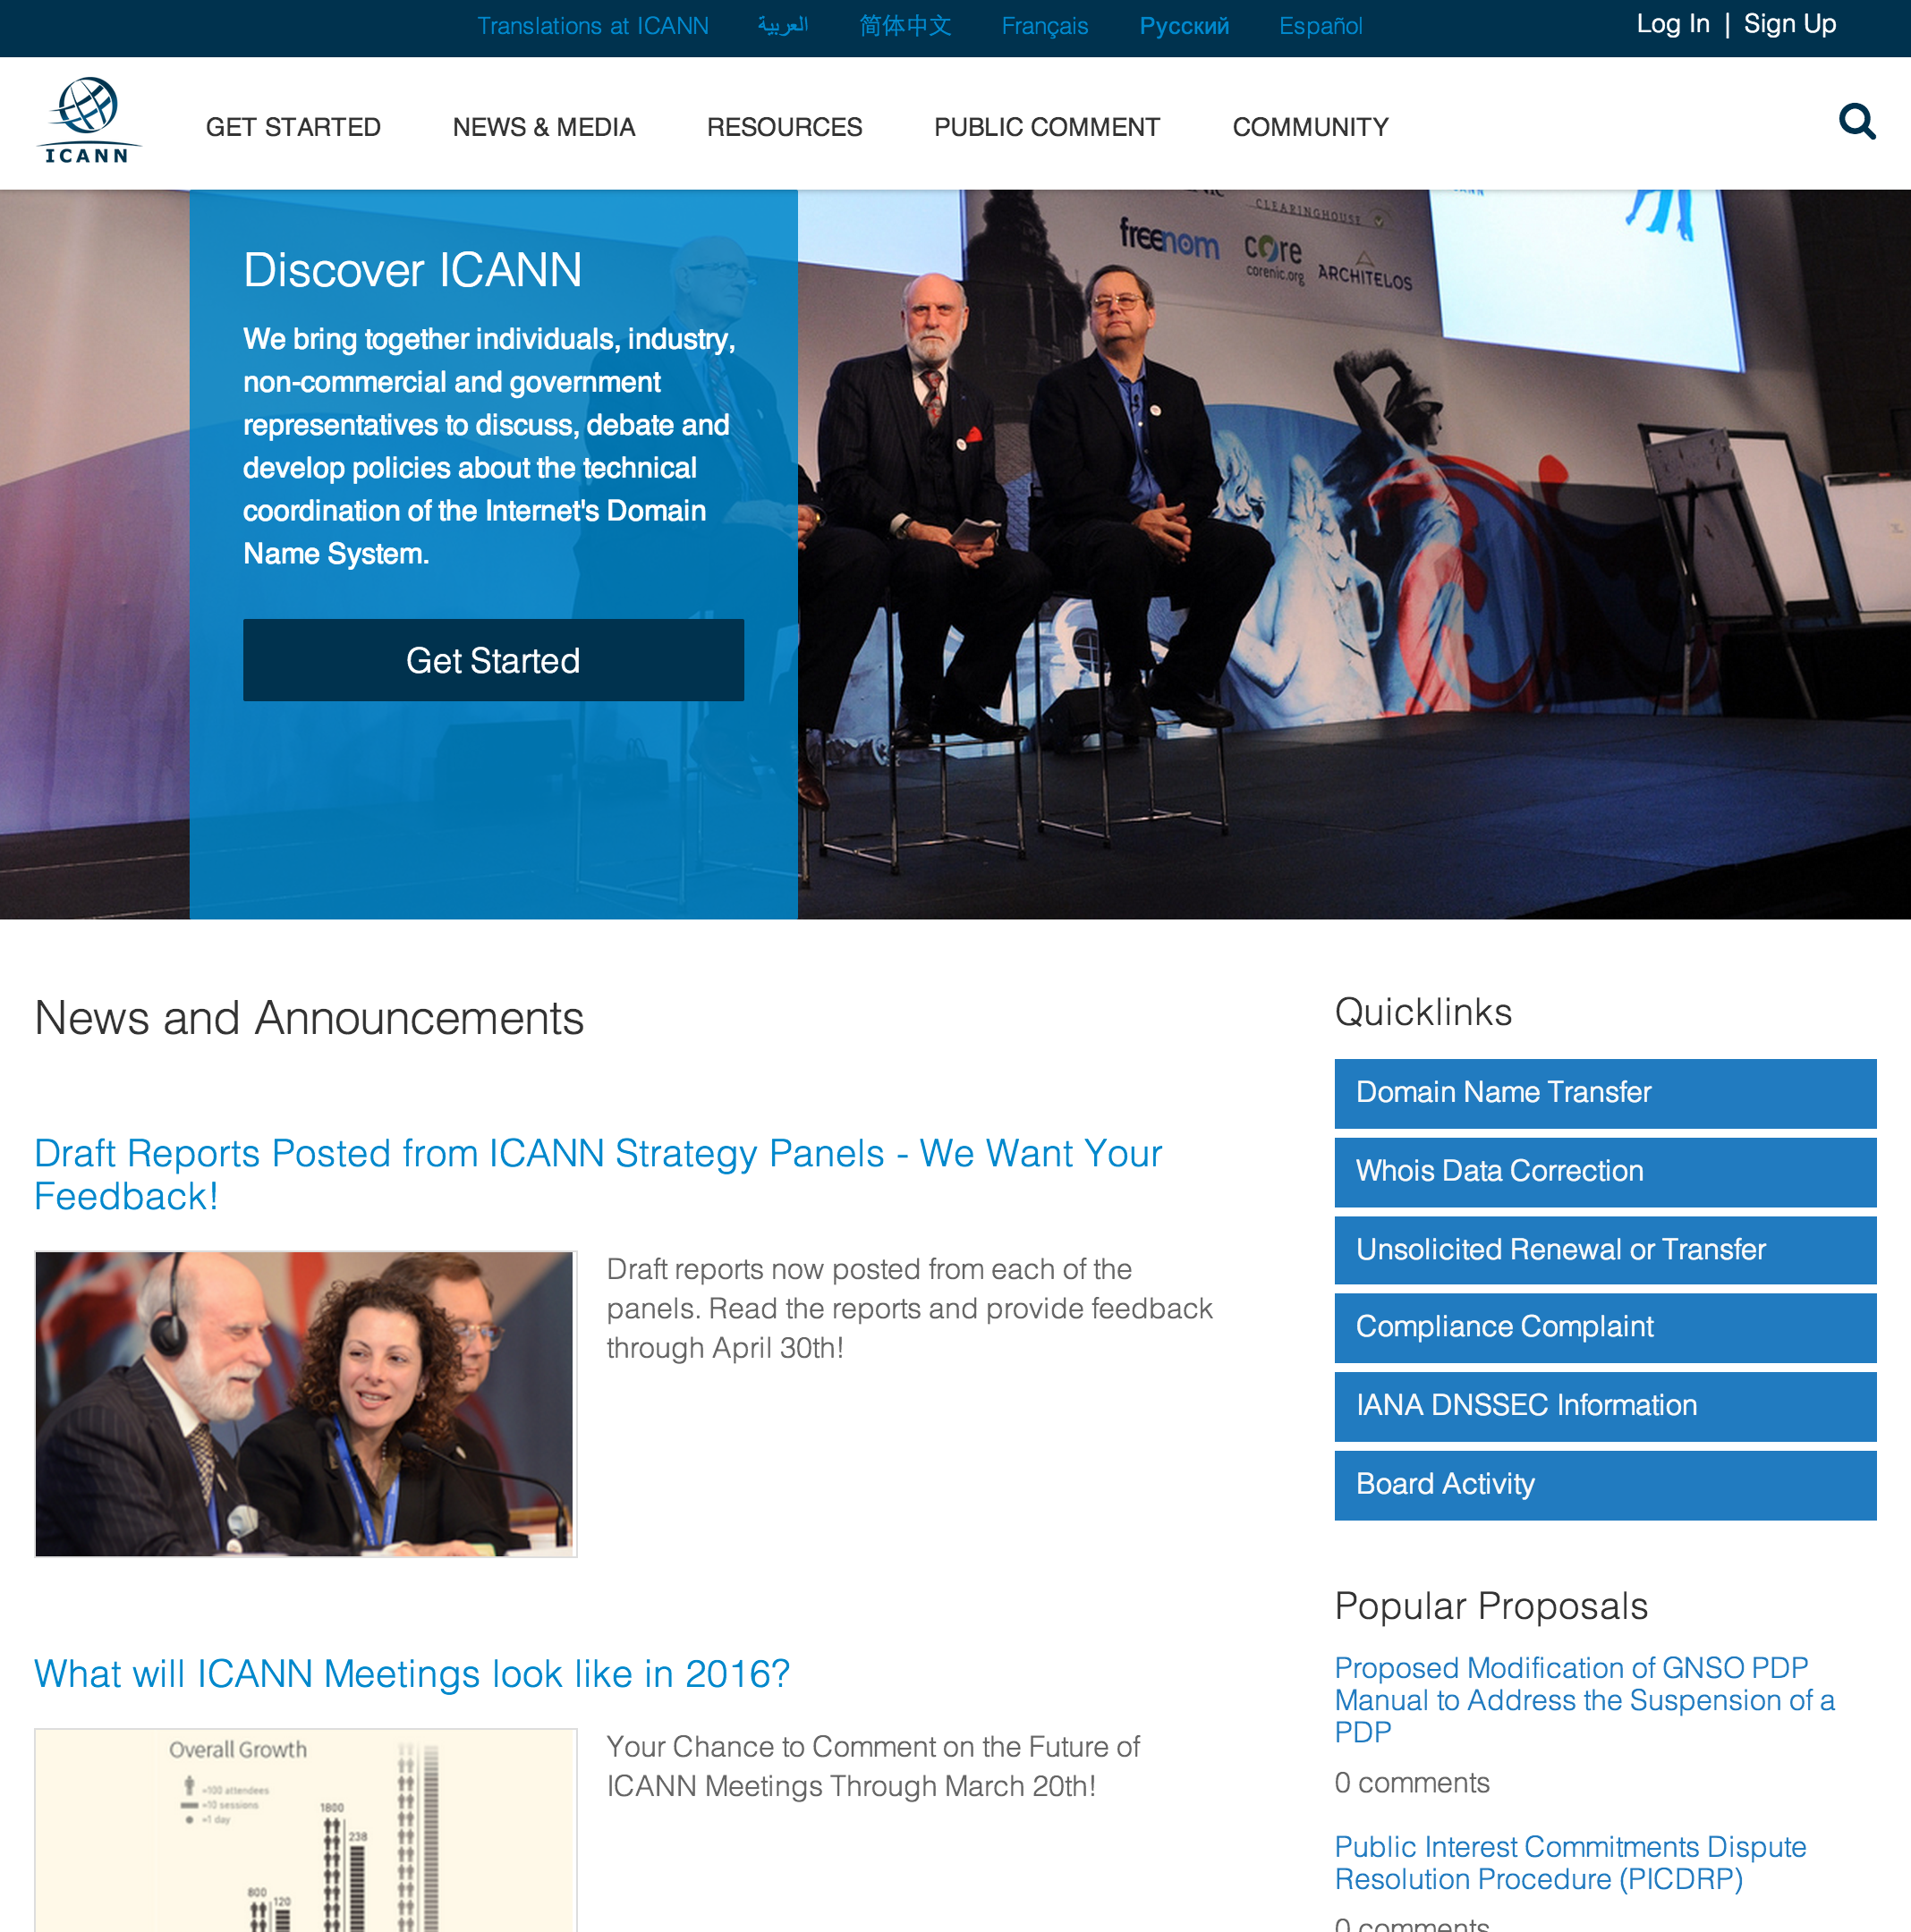 Translations at ICANN العربية 简体中文 Français Русский Español
Log In | Sign Up
ICANN
GET STARTED NEWS & MEDIA RESOURCES PUBLIC COMMENT COMMUNITY
CLEARINGHOUSE
freenom
core
corenic.org
ARCHITELOS
Discover ICANN
We bring together individuals, industry,
non-commercial and government
representatives to discuss, debate and
develop policies about the technical
coordination of the Internet's Domain
Name System.
Get Started
News and Announcements
Draft Reports Posted from ICANN Strategy Panels - We Want Your
Feedback!
Draft reports now posted from each of the
panels. Read the reports and provide feedback
through April 30th!
What will ICANN Meetings look like in 2016?
Overall Growth
≈100 attendees
≈10 sessions
≈1 day
1800
238
800
120
Your Chance to Comment on the Future of
ICANN Meetings Through March 20th!
Quicklinks
Domain Name Transfer
Whois Data Correction
Unsolicited Renewal or Transfer
Compliance Complaint
IANA DNSSEC Information
Board Activity
Popular Proposals
Proposed Modification of GNSO PDP
Manual to Address the Suspension of a
PDP
0 comments
Public Interest Commitments Dispute
Resolution Procedure (PICDRP)
0 comments